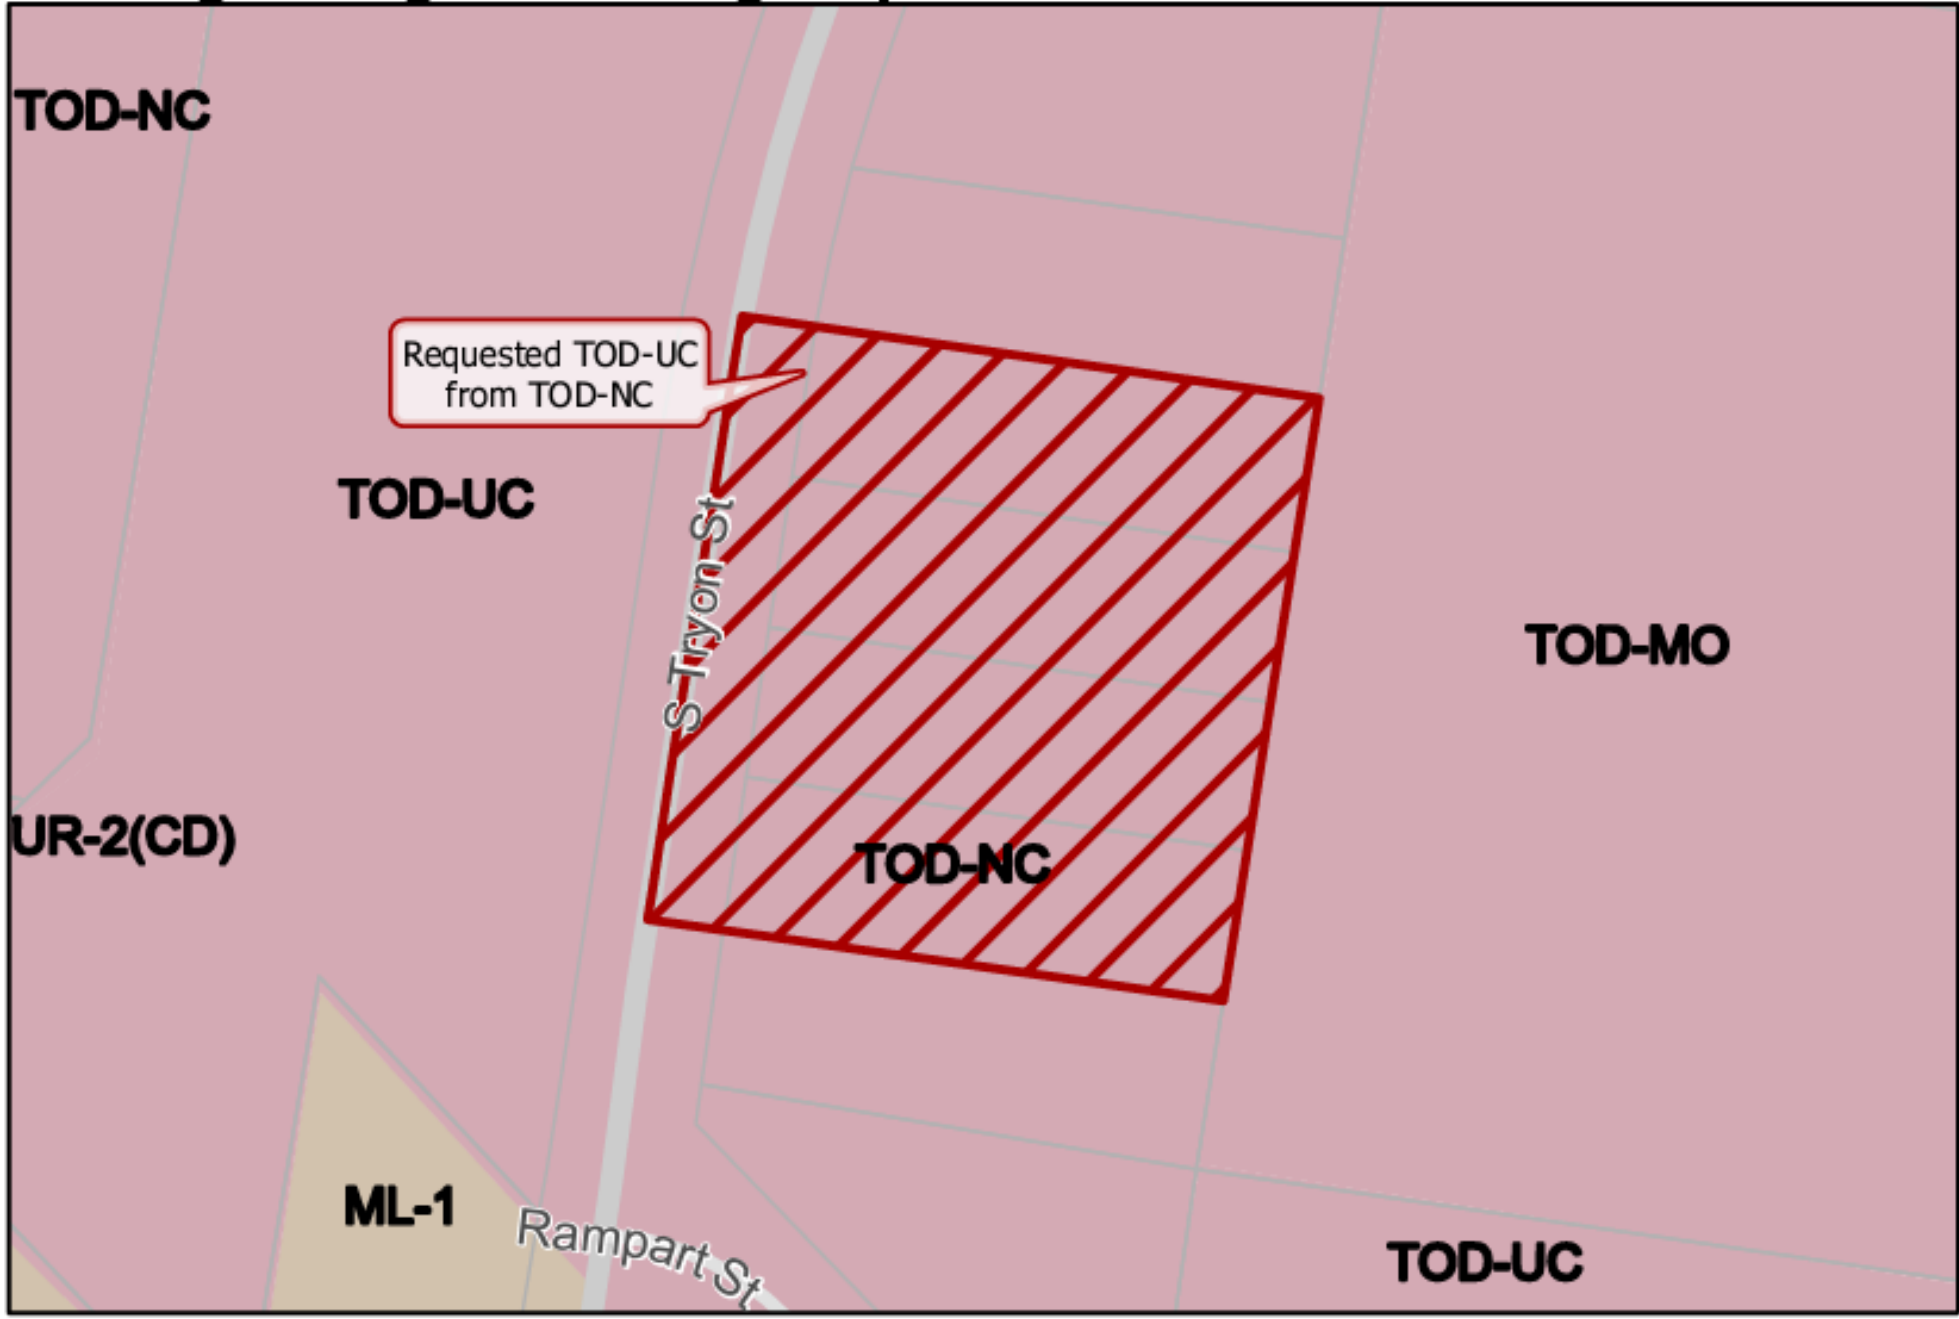 TOD-NC
Requested TOD-UC
from TOD-NC
TOD-UC
S Tryon St
TOD-MO
UR-2(CD)
TOD-NC
ML-1
Rampart St
TOD-UC